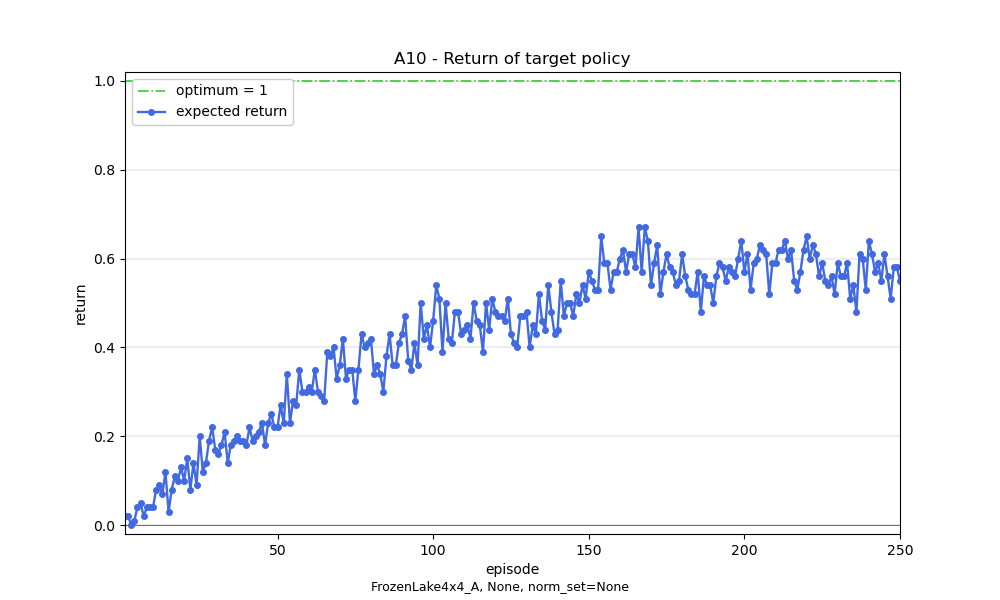 A10 - Return of target policy
optimum = 1
expected return
1.0
0.8
0.6
0.4
0.2
0.0
return
50
100
150
200
250
episode
FrozenLake4x4_A, None, norm_set=None